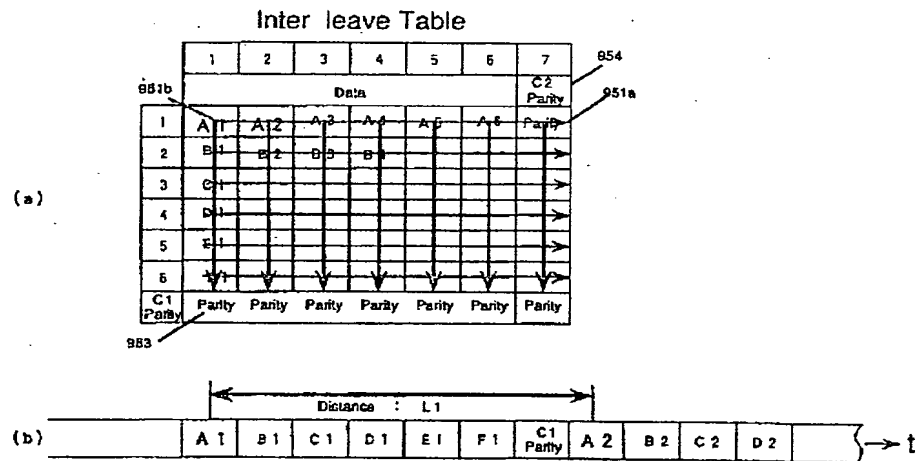 Inter leave Table
1 2 3 4 5 6 7
954
Data
C2 Parity
951b
951a
1 A 1 A 2 A 3 A 4 A 5 A 6 Parity
2 B 1 B 2 B 3 B 4
(a)
3 C 1
4 D 1
5 E 1
6
C1 Parity Parity Parity Parity Parity Parity Parity Parity
953
Distance : L 1
(b) A 1 B 1 C 1 D 1 E 1 F 1 C1 Parity A 2 B 2 C 2 D 2 t